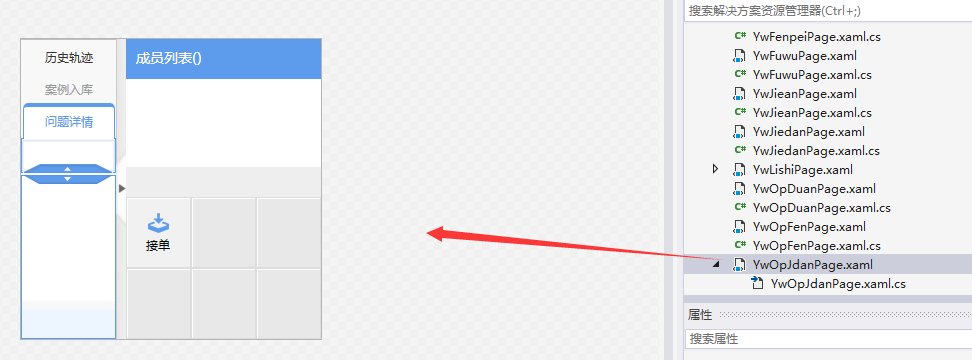 历史轨迹
案例入库
问题详情
成员列表()
接单
搜索解决方案资源管理器(Ctrl+;)
C# YwFenpeiPage.xaml.cs
YwFuwuPage.xaml
C# YwFuwuPage.xaml.cs
YwJieanPage.xaml
C# YwJieanPage.xaml.cs
YwJiedanPage.xaml
C# YwJiedanPage.xaml.cs
YwLishiPage.xaml
YwOpDuanPage.xaml
C# YwOpDuanPage.xaml.cs
YwOpFenPage.xaml
C# YwOpFenPage.xaml.cs
YwOpJdanPage.xaml
YwOpJdanPage.xaml.cs
属性
搜索属性